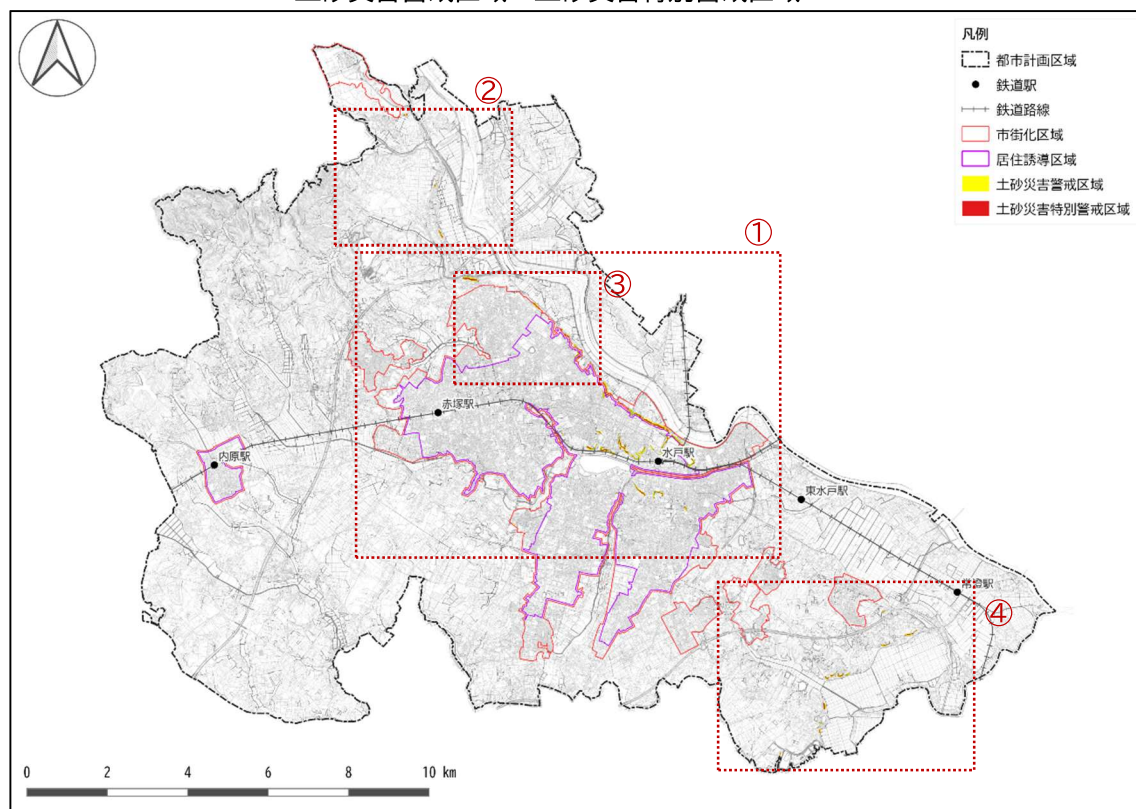 凡例
都市計画区域
鉄道駅
鉄道路線
市街化区域
居住誘導区域
土砂災害警戒区域
土砂災害特別警戒区域
②
①
③
赤塚駅
内原駅
水戸駅
東水戸駅
常澄駅
④
0 2 4 6 8 10 km